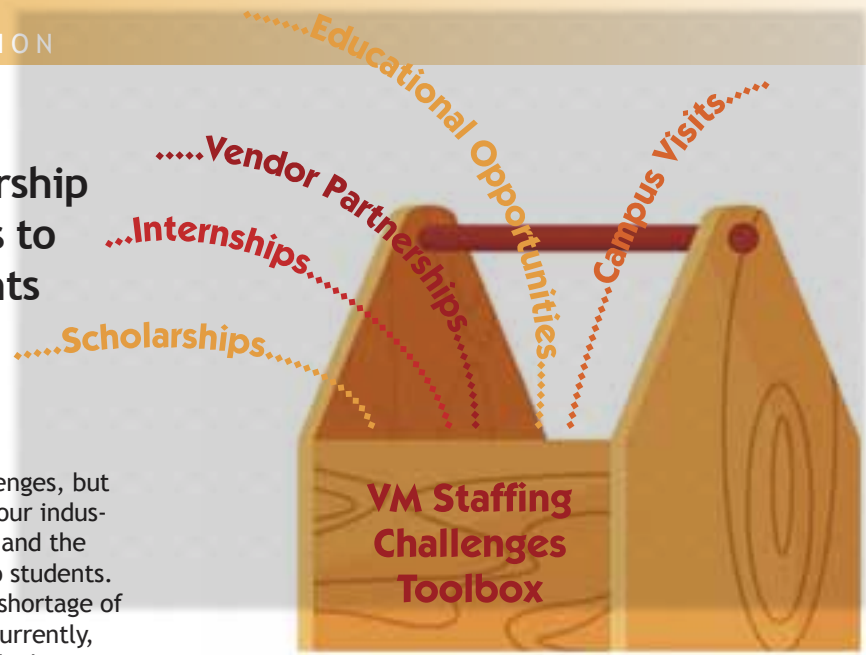 ION
rship
s to
nts
Educational Opportunities
Campus Visits
Vendor Partnerships
Internships
Scholarships
VM Staffing
Challenges
Toolbox
enges, but
our indus-
and the
o students.
shortage of
urrently,